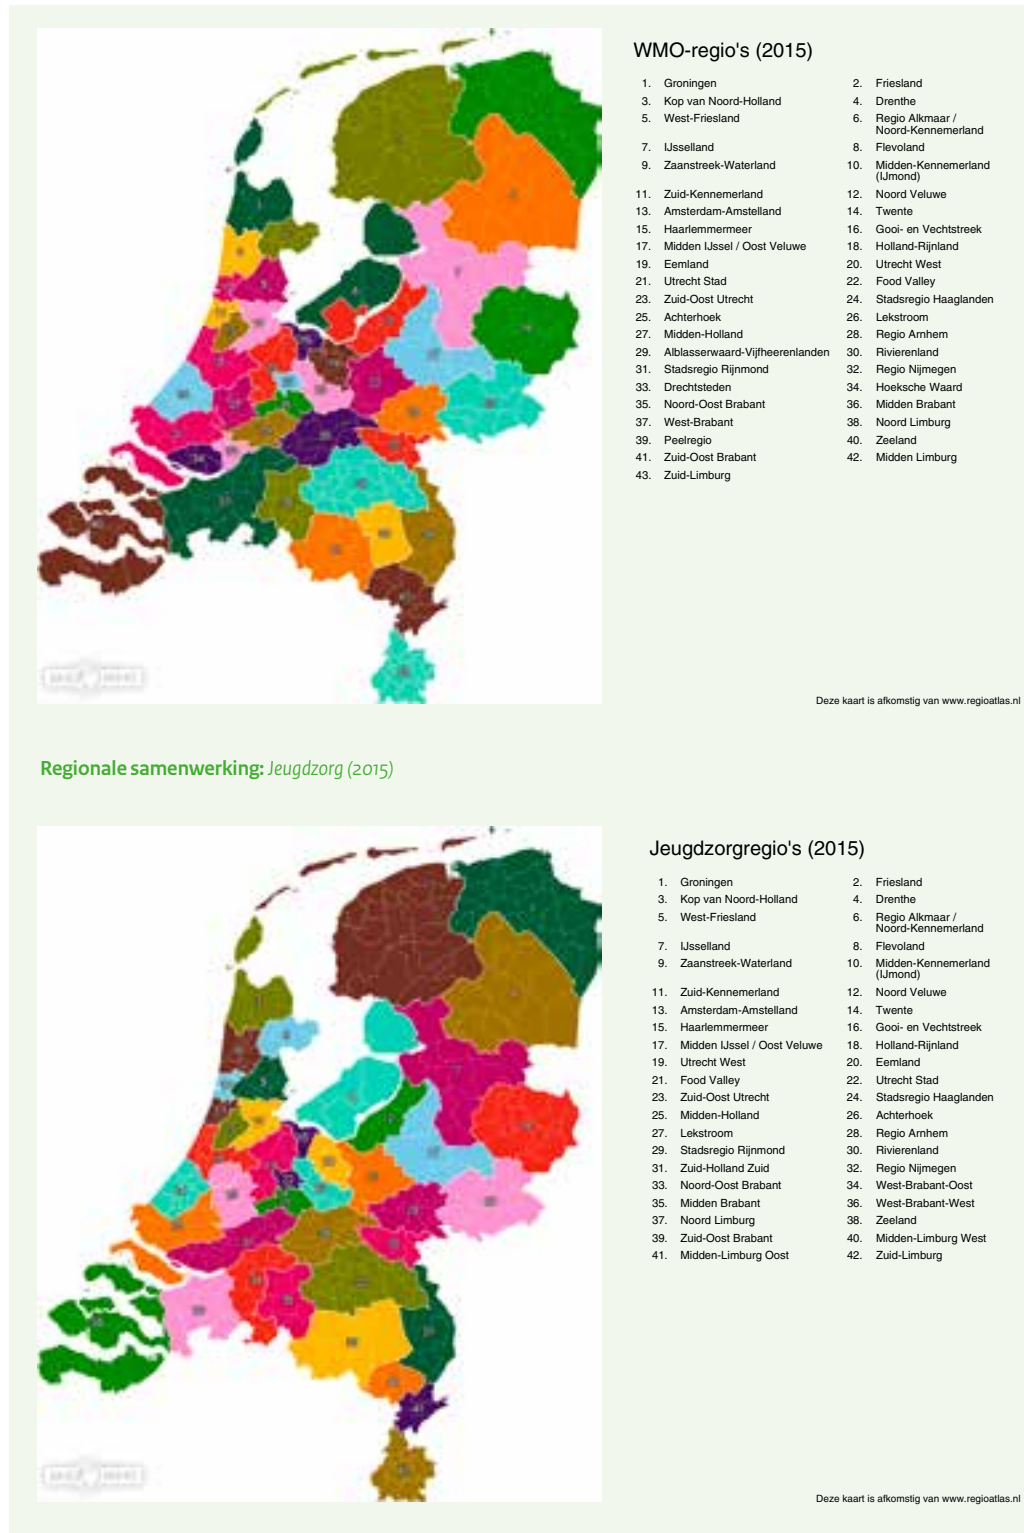 WMO-regio's (2015)
1. Groningen
2. Friesland
3. Kop van Noord-Holland
4. Drenthe
5. West-Friesland
6. Regio Alkmaar /
Noord-Kennemerland
7. IJsselland
8. Flevoland
9. Zaanstreek-Waterland
10. Midden-Kennemerland
(IJmond)
11. Zuid-Kennemerland
12. Noord Veluwe
13. Amsterdam-Amstelland
14. Twente
15. Haarlemmermeer
16. Gooi- en Vechtstreek
17. Midden IJssel / Oost Veluwe
18. Holland-Rijnland
19. Eemland
20. Utrecht West
21. Utrecht Stad
22. Food Valley
23. Zuid-Oost Utrecht
24. Stadsregio Haaglanden
25. Achterhoek
26. Lekstroom
27. Midden-Holland
28. Regio Arnhem
29. Alblasserwaard-Vijfheerenlanden
30. Rivierenland
31. Stadsregio Rijnmond
32. Regio Nijmegen
33. Drechtsteden
34. Hoeksche Waard
35. Noord-Oost Brabant
36. Midden Brabant
37. West-Brabant
38. Noord Limburg
39. Peelregio
40. Zeeland
41. Zuid-Oost Brabant
42. Midden Limburg
43. Zuid-Limburg
Deze kaart is afkomstig van www.regioatlas.nl
Regionale samenwerking: Jeugdzorg (2015)
Jeugdzorgregio's (2015)
1. Groningen
2. Friesland
3. Kop van Noord-Holland
4. Drenthe
5. West-Friesland
6. Regio Alkmaar /
Noord-Kennemerland
7. IJsselland
8. Flevoland
9. Zaanstreek-Waterland
10. Midden-Kennemerland
(IJmond)
11. Zuid-Kennemerland
12. Noord Veluwe
13. Amsterdam-Amstelland
14. Twente
15. Haarlemmermeer
16. Gooi- en Vechtstreek
17. Midden IJssel / Oost Veluwe
18. Holland-Rijnland
19. Utrecht West
20. Eemland
21. Food Valley
22. Utrecht Stad
23. Zuid-Oost Utrecht
24. Stadsregio Haaglanden
25. Midden-Holland
26. Achterhoek
27. Lekstroom
28. Regio Arnhem
29. Stadsregio Rijnmond
30. Rivierenland
31. Zuid-Holland Zuid
32. Regio Nijmegen
33. Noord-Oost Brabant
34. West-Brabant-Oost
35. Midden Brabant
36. West-Brabant-West
37. Noord Limburg
38. Zeeland
39. Zuid-Oost Brabant
40. Midden-Limburg West
41. Midden-Limburg Oost
42. Zuid-Limburg
Deze kaart is afkomstig van www.regioatlas.nl